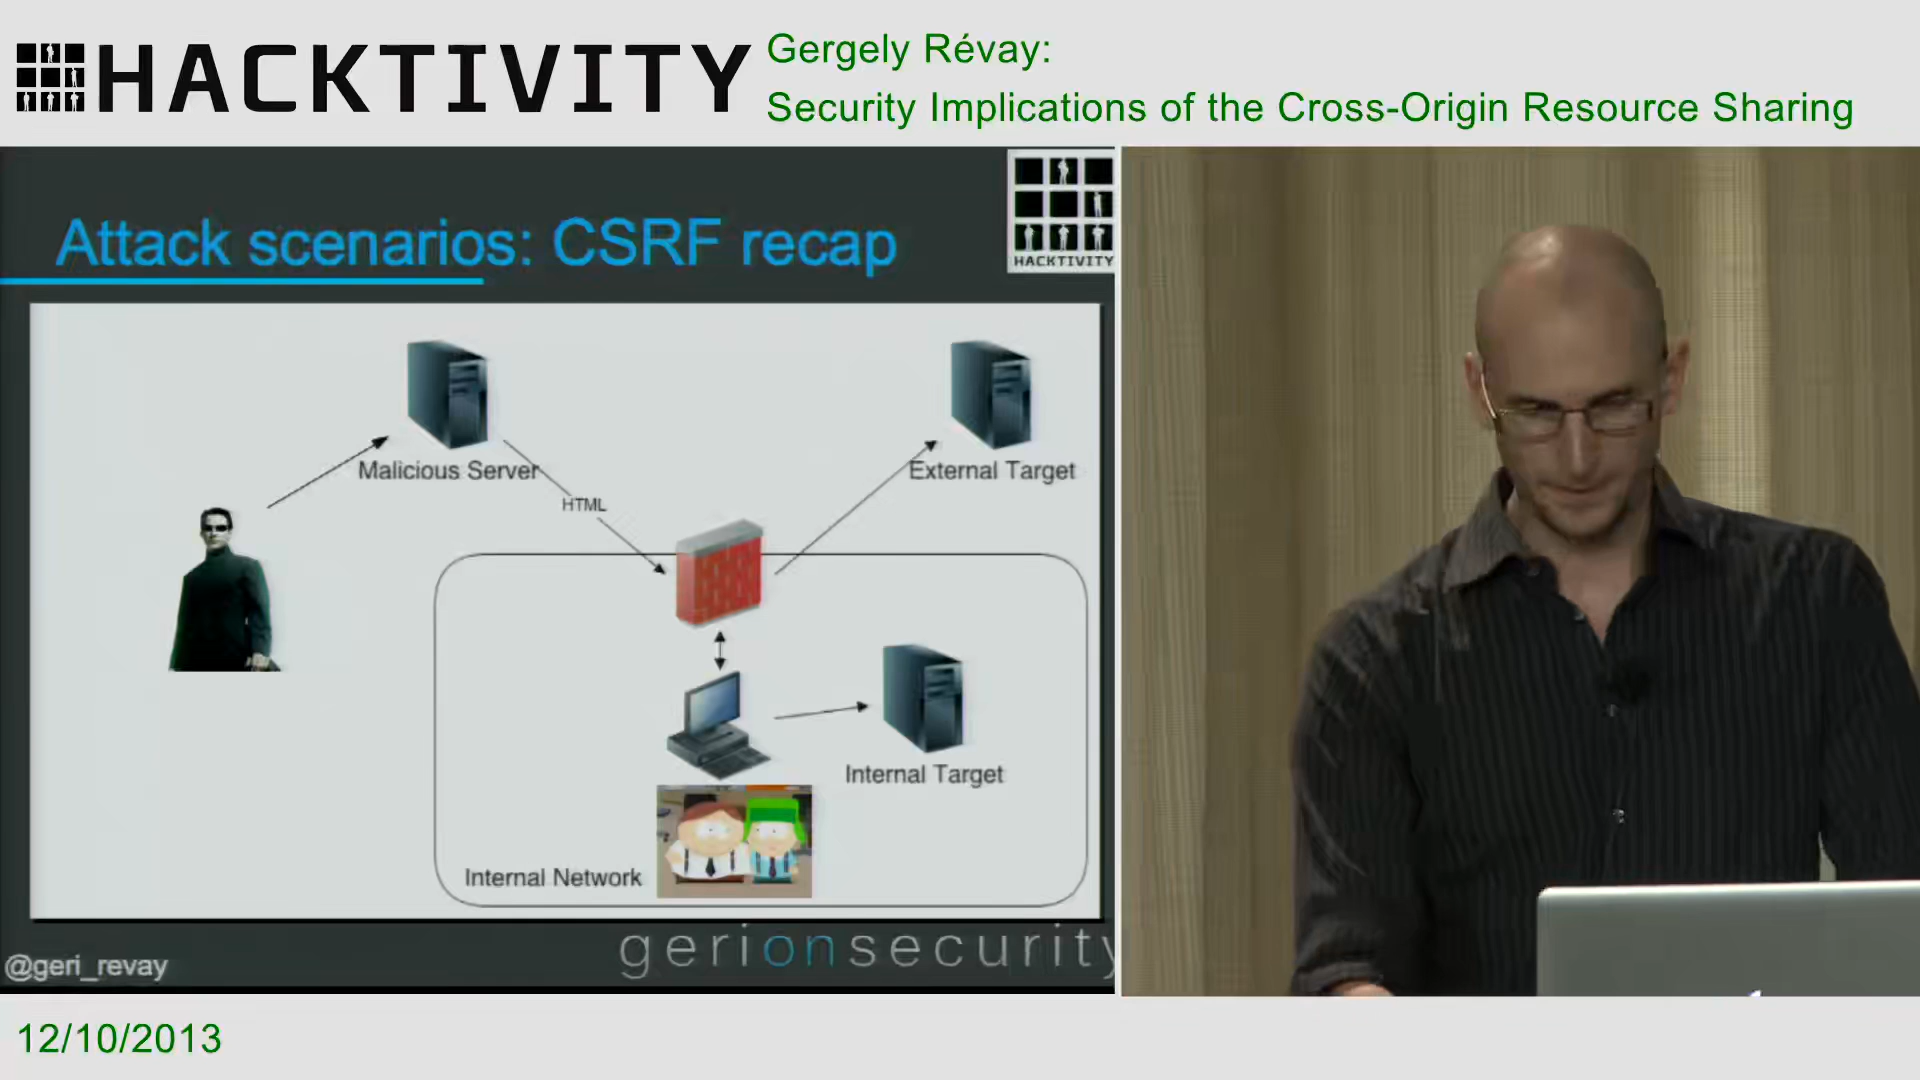 HACKTIVITY
Gergely Révay:
Security Implications of the Cross-Origin Resource Sharing
Attack scenarios: CSRF recap
HACKTIVITY
Malicious Server
External Target
HTML
Internal Target
Internal Network
@geri_revay
gerionsecurity
12/10/2013